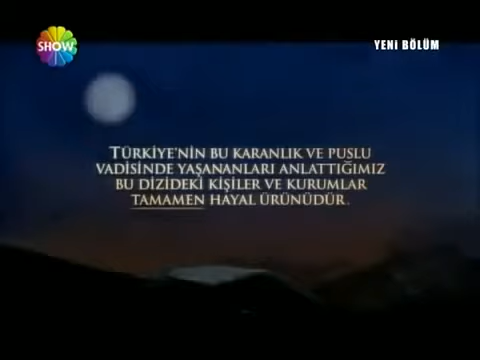 SHOW
YENİ BÖLÜM
TÜRKİYE'NİN BU KARANLIK VE PUSLU
VADİSİNDE YAŞANANLARI ANLATTIĞIMIZ
BU DİZİDEKİ KİŞİLER VE KURUMLAR
TAMAMEN HAYAL ÜRÜNÜDÜR.